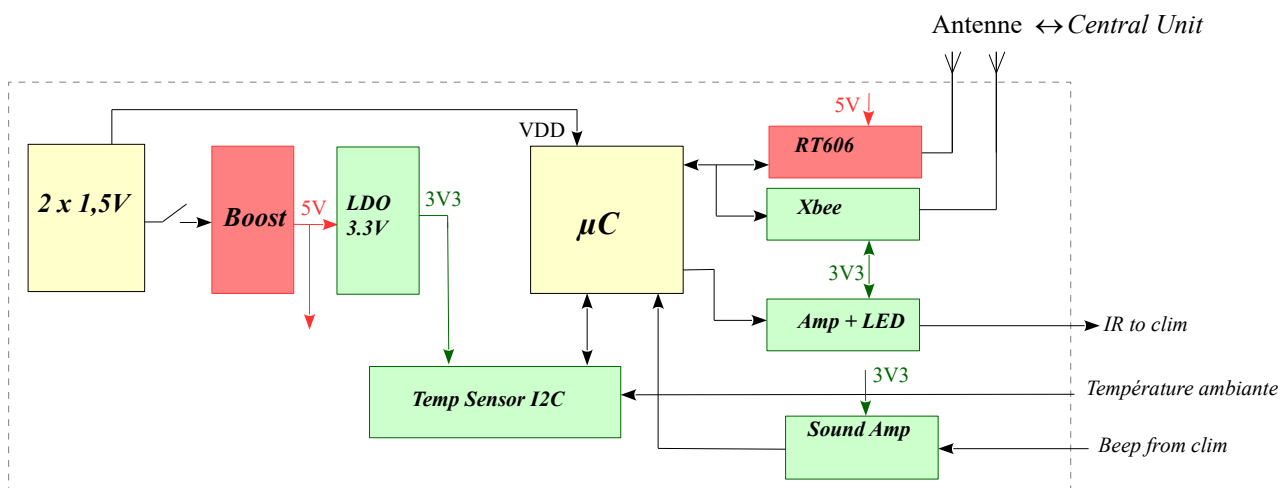 Antenne ↔ Central Unit
5V
VDD
RT606
2 x 1,5V
Boost
5V
LDO
3.3V
3V3
µC
Xbee
3V3
Amp + LED
IR to clim
3V3
Temp Sensor I2C
Température ambiante
Sound Amp
Beep from clim